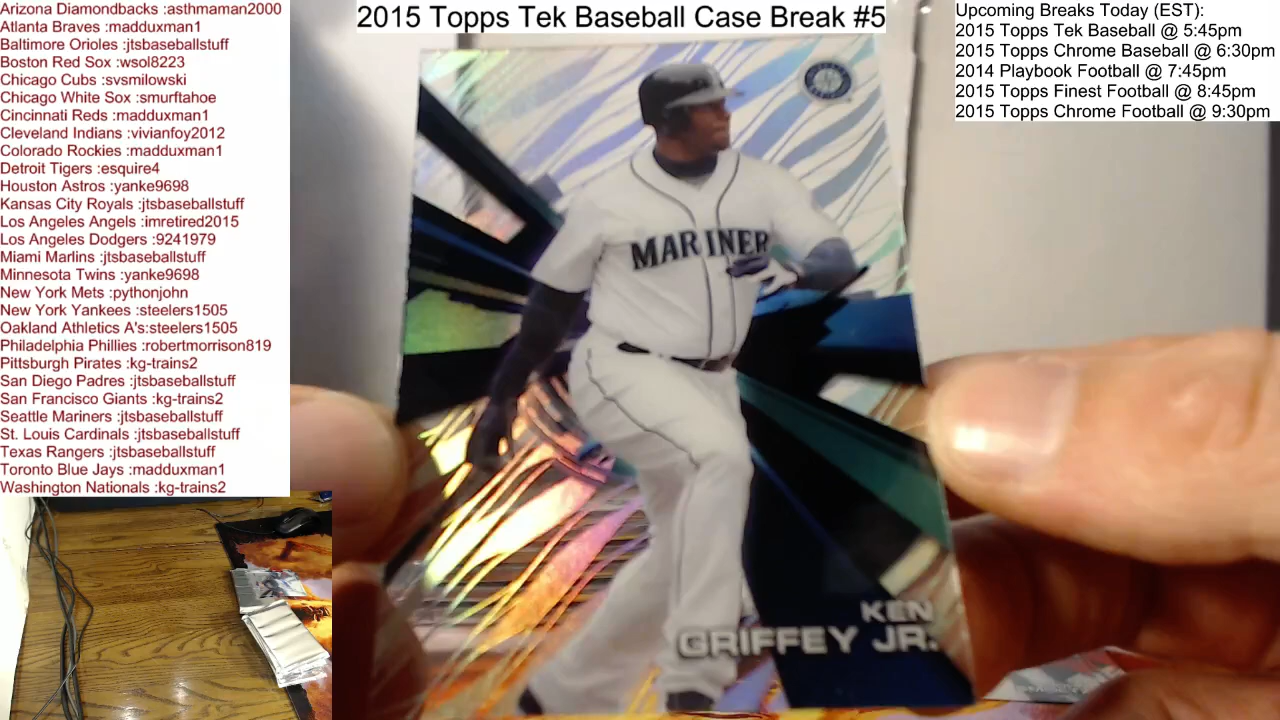 Arizona Diamondbacks :asthmaman2000
Atlanta Braves :madduxman1
Baltimore Orioles :jtsbaseballstuff
Boston Red Sox :wsol8223
Chicago Cubs :svsmilowski
Chicago White Sox :smurftahoe
Cincinnati Reds :madduxman1
Cleveland Indians :vivianfoy2012
Colorado Rockies :madduxman1
Detroit Tigers :esquire4
Houston Astros :yanke9698
Kansas City Royals :jtsbaseballstuff
Los Angeles Angels :imretired2015
Los Angeles Dodgers :9241979
Miami Marlins :jtsbaseballstuff
Minnesota Twins :yanke9698
New York Mets :pythonjohn
New York Yankees :steelers1505
Oakland Athletics A's:steelers1505
Philadelphia Phillies :robertmorrison819
Pittsburgh Pirates :kg-trains2
San Diego Padres :jtsbaseballstuff
San Francisco Giants :kg-trains2
Seattle Mariners :jtsbaseballstuff
St. Louis Cardinals :jtsbaseballstuff
Texas Rangers :jtsbaseballstuff
Toronto Blue Jays :madduxman1
Washington Nationals :kg-trains2
2015 Topps Tek Baseball Case Break #5
MARINER
KEN
GRIFFEY JR.
Upcoming Breaks Today (EST):
2015 Topps Tek Baseball @ 5:45pm
2015 Topps Chrome Baseball @ 6:30pm
2014 Playbook Football @ 7:45pm
2015 Topps Finest Football @ 8:45pm
2015 Topps Chrome Football @ 9:30pm